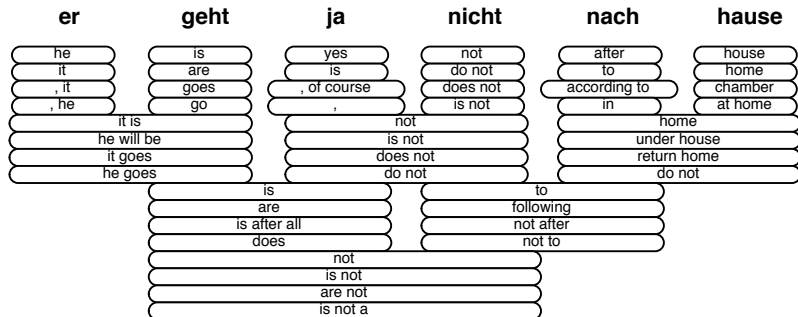 er geht ja nicht nach hause
he is yes not after house
it are is do not to home
, it goes , of course does not according to chamber
, he go , is not in at home
it is not home
he will be is not under house
it goes does not return home
he goes do not do not
is to
are following
is after all not after
does not to
not
is not
are not
is not a